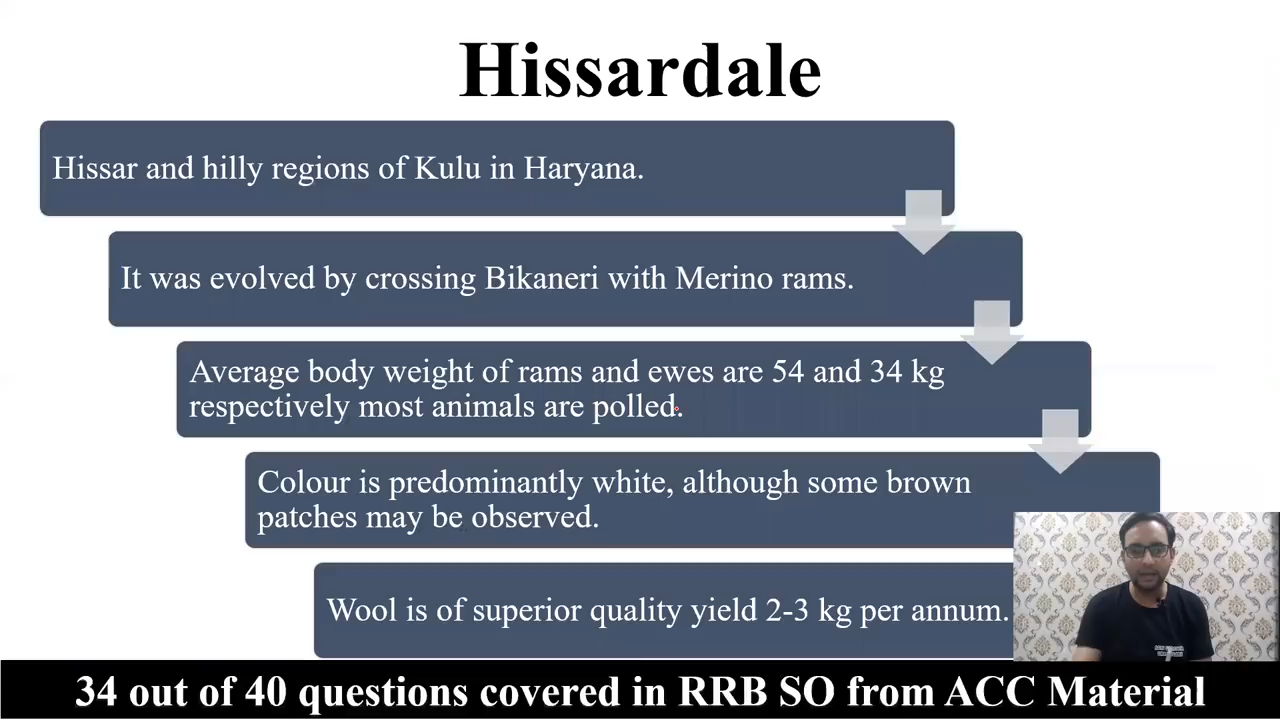 Hissardale
Hissar and hilly regions of Kulu in Haryana.
It was evolved by crossing Bikaneri with Merino rams.
Average body weight of rams and ewes are 54 and 34 kg
respectively most animals are polled.
Colour is predominantly white, although some brown
patches may be observed.
Wool is of superior quality yield 2-3 kg per annum.
34 out of 40 questions covered in RRB SO from ACC Material